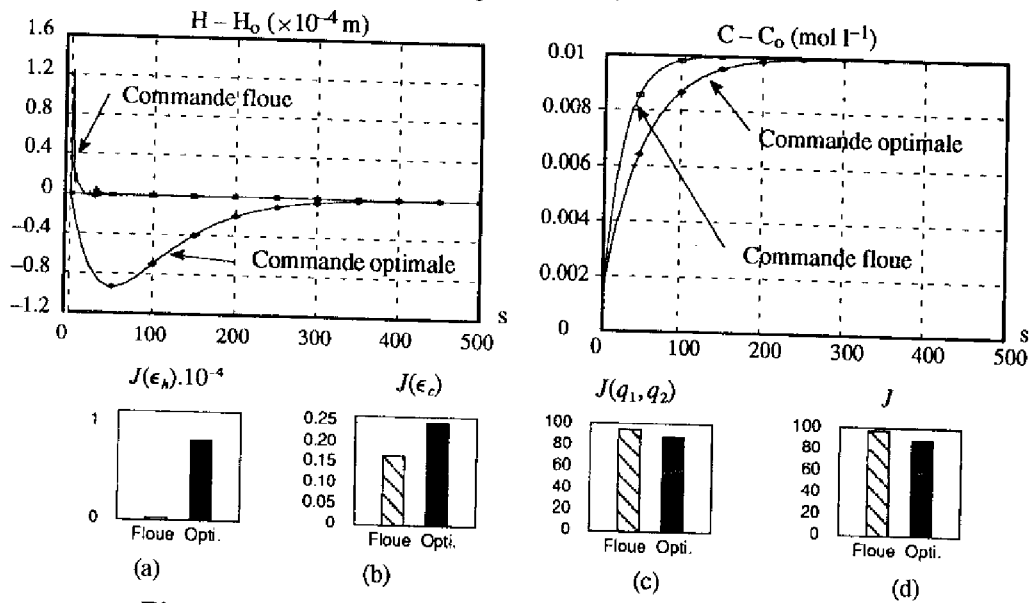 H – H₀ (×10⁻⁴ m)
1.6
1.2
0.8
0.4
0
–0.4
–0.8
–1.2
Commande floue
Commande optimale
0 100 200 300 400 500
s
C – C₀ (mol l⁻¹)
0.01
0.008
0.006
0.004
0.002
0
Commande optimale
Commande floue
0 100 200 300 400 500
s
J(ϵₕ).10⁻⁴
1
1
0
Floue Opti.
(a)
J(ϵ_c)
0.25
0.20
0.15
0.10
0.05
0
Floue Opti.
(b)
J(q₁, q₂)
100
80
60
40
20
0
Floue Opti.
(c)
J
100
80
60
40
20
0
Floue Opti.
(d)